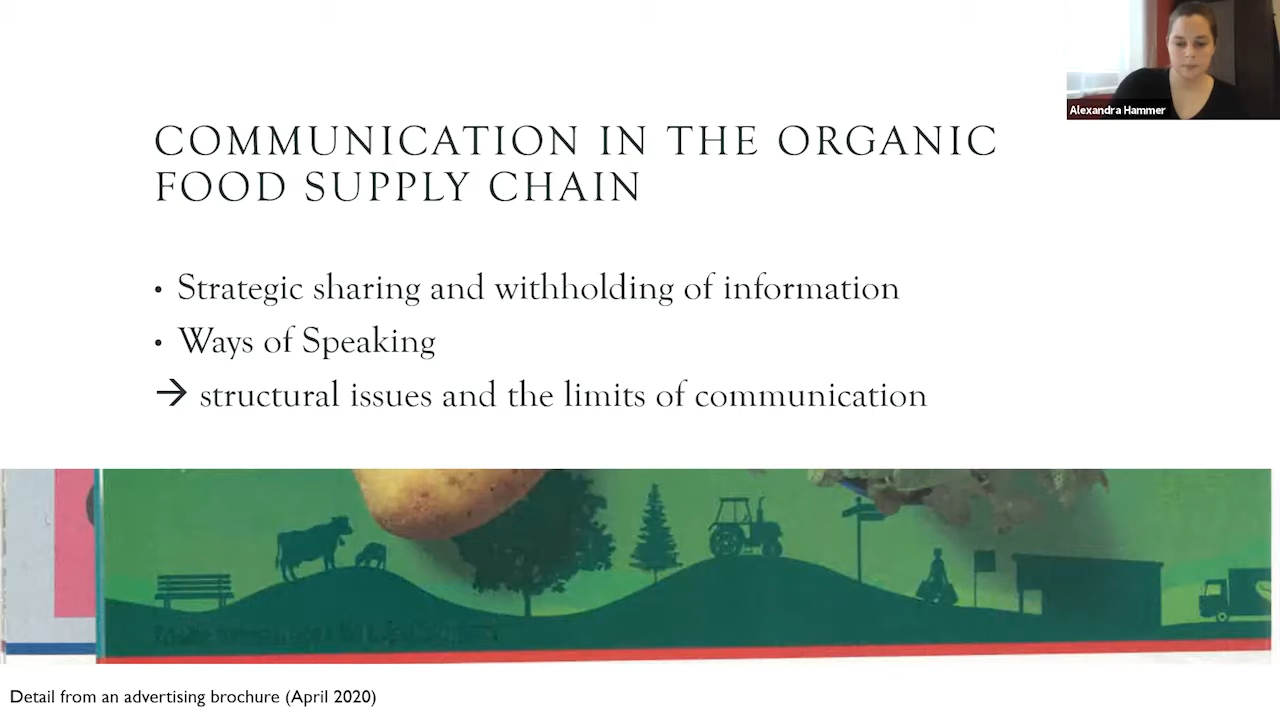 Alexandra Hammer
COMMUNICATION IN THE ORGANIC
FOOD SUPPLY CHAIN
• Strategic sharing and withholding of information
• Ways of Speaking
→ structural issues and the limits of communication
Detail from an advertising brochure (April 2020)